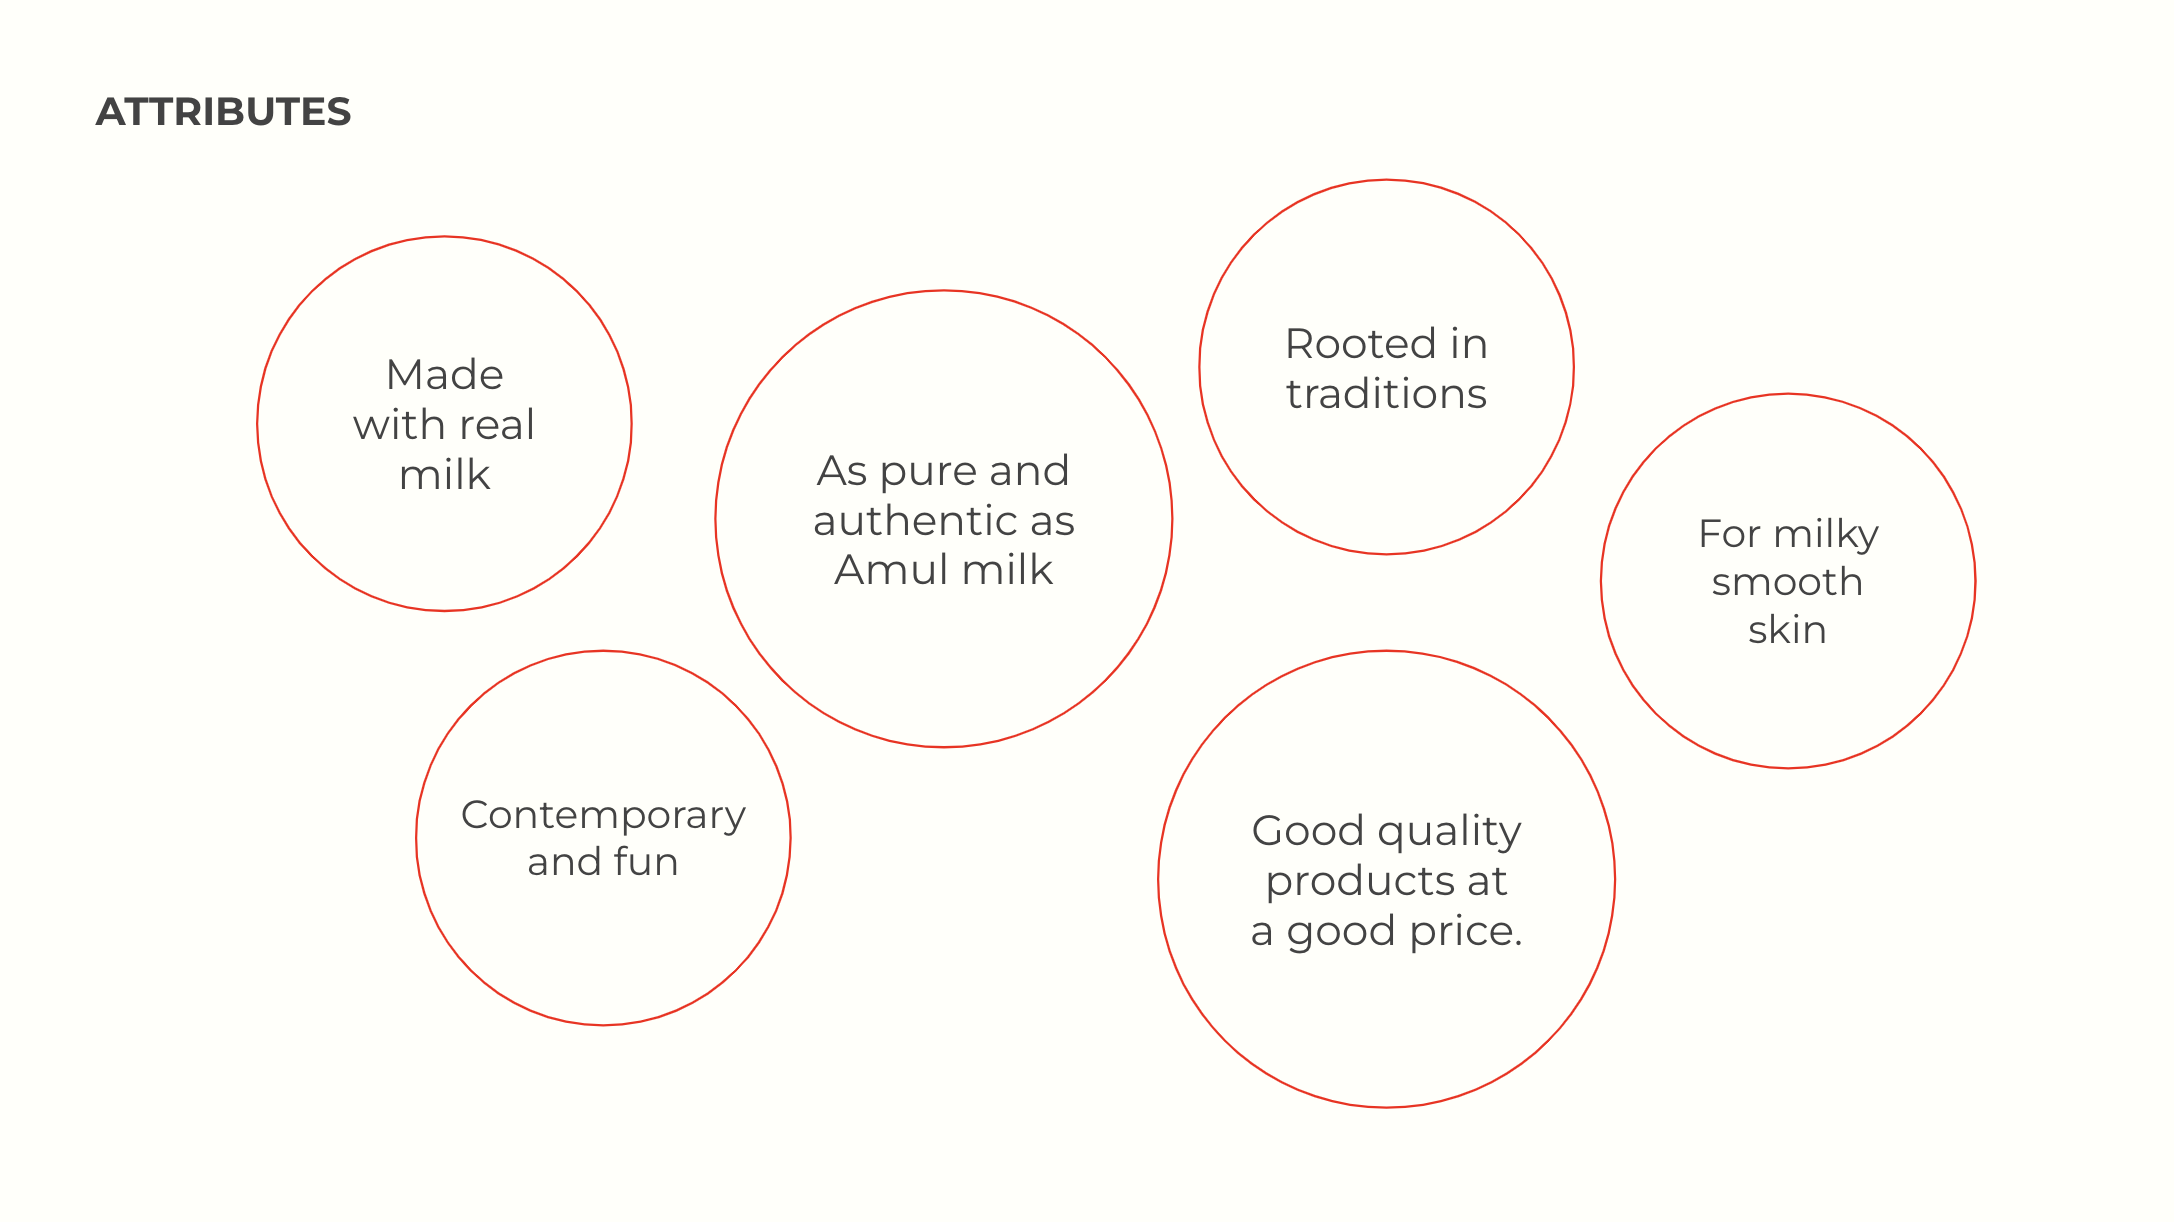 ATTRIBUTES
Made
with real
milk
As pure and
authentic as
Amul milk
Rooted in
traditions
For milky
smooth
skin
Contemporary
and fun
Good quality
products at
a good price.